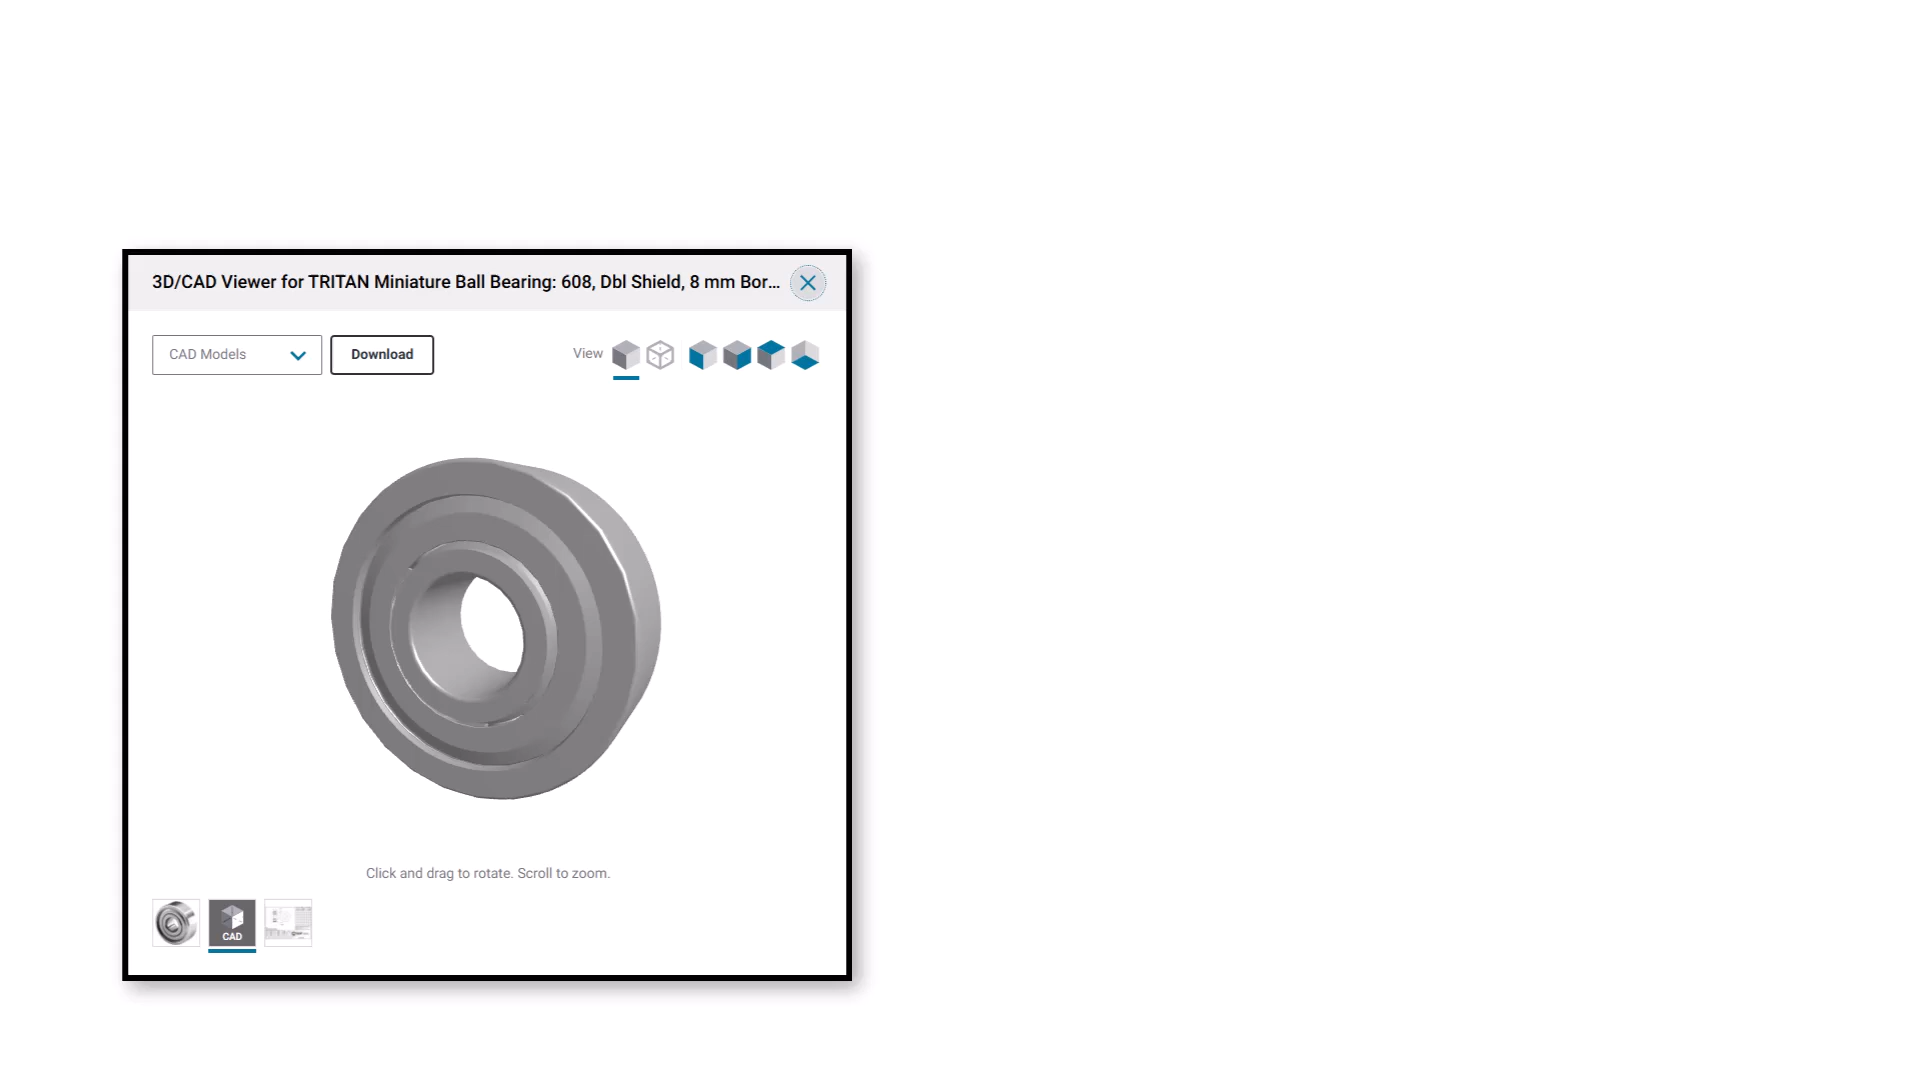 3D/CAD Viewer for TRITAN Miniature Ball Bearing: 608, Dbl Shield, 8 mm Bor...
CAD Models
Download
View
Click and drag to rotate. Scroll to zoom.
CAD